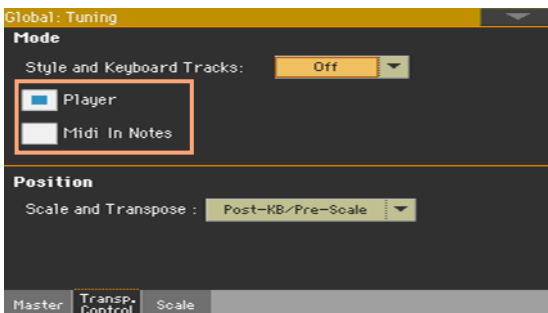 Global: Tuning
Mode
Style and Keyboard Tracks: Off
Player
Midi In Notes
Position
Scale and Transpose : Post-KB/Pre-Scale
Master Transp. Control Scale